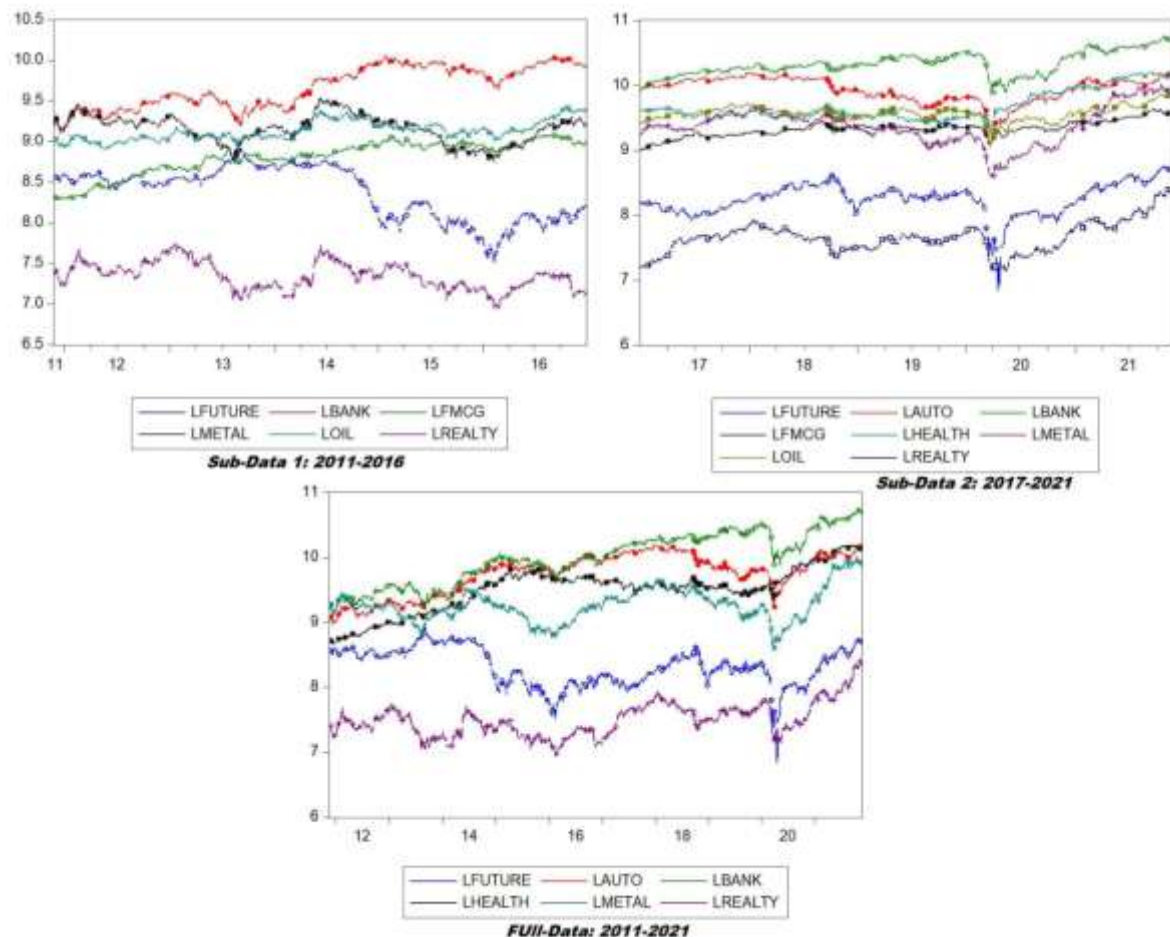 10.5
10.0
9.5
9.0
8.5
8.0
7.5
7.0
6.5
11 12 13 14 15 16
LFUTURE LBANK LFMCG
LMETAL LOIL LREALTY
Sub-Data 1: 2011-2016
11
10
9
8
7
6
17 18 19 20 21
LFUTURE LAUTO LBANK
LFMCG LHEALTH LMETAL
LOIL LREALTY
Sub-Data 2: 2017-2021
11
10
9
8
7
6
12 14 16 18 20
LFUTURE LAUTO LBANK
LHEALTH LMETAL LREALTY
FUll-Data: 2011-2021